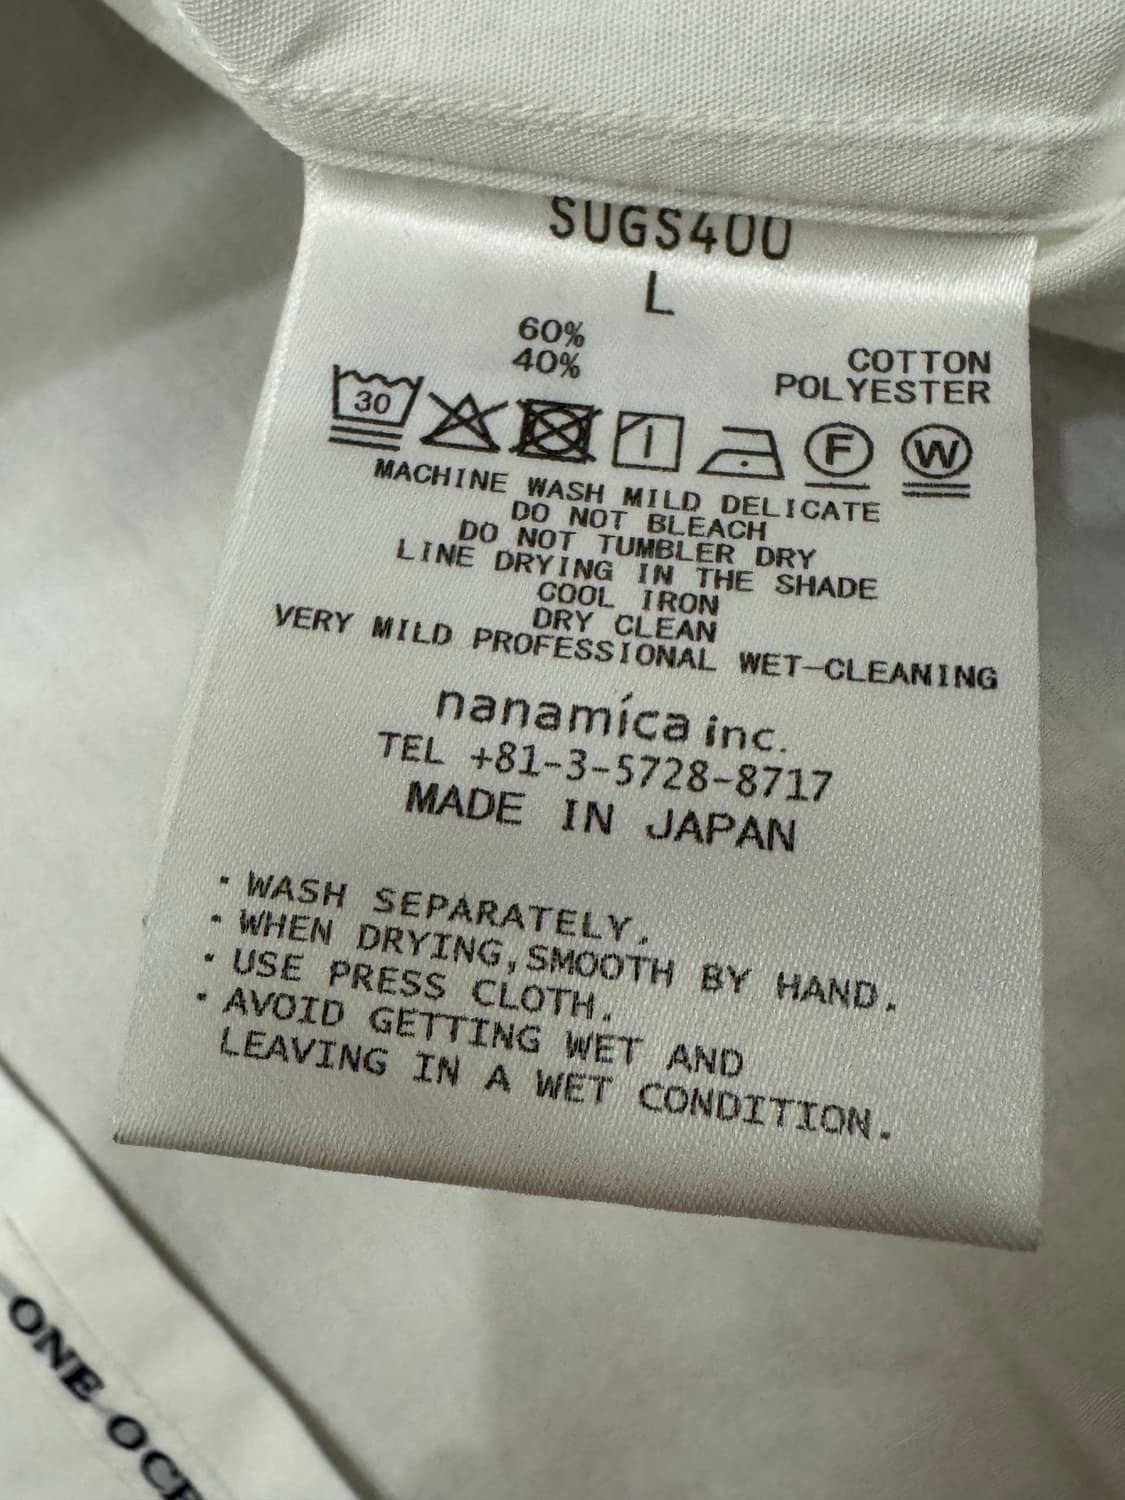 SUGS400
L
60% COTTON
40% POLYESTER
30 F W
MACHINE WASH MILD DELICATE
DO NOT BLEACH
DO NOT TUMBLER DRY
LINE DRYING IN THE SHADE
COOL IRON
DRY CLEAN
VERY MILD PROFESSIONAL WET-CLEANING
nanamica inc.
TEL +81-3-5728-8717
MADE IN JAPAN
・WASH SEPARATELY.
・WHEN DRYING,SMOOTH BY HAND.
・USE PRESS CLOTH.
・AVOID GETTING WET AND
LEAVING IN A WET CONDITION.
ONE OCE